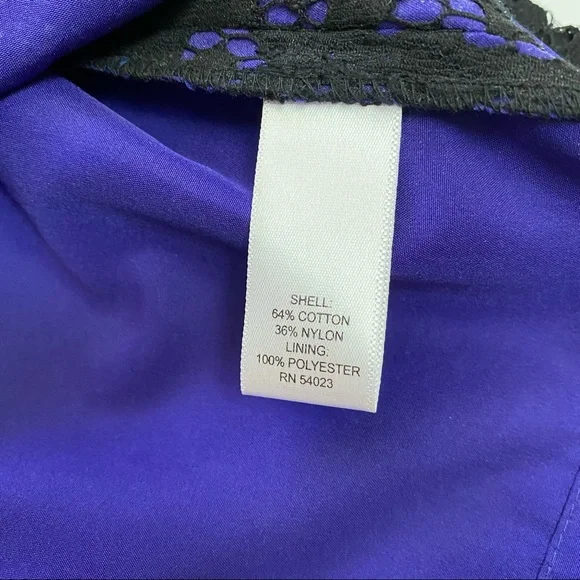 SHELL:
64% COTTON
36% NYLON
LINING:
100% POLYESTER
RN 54023